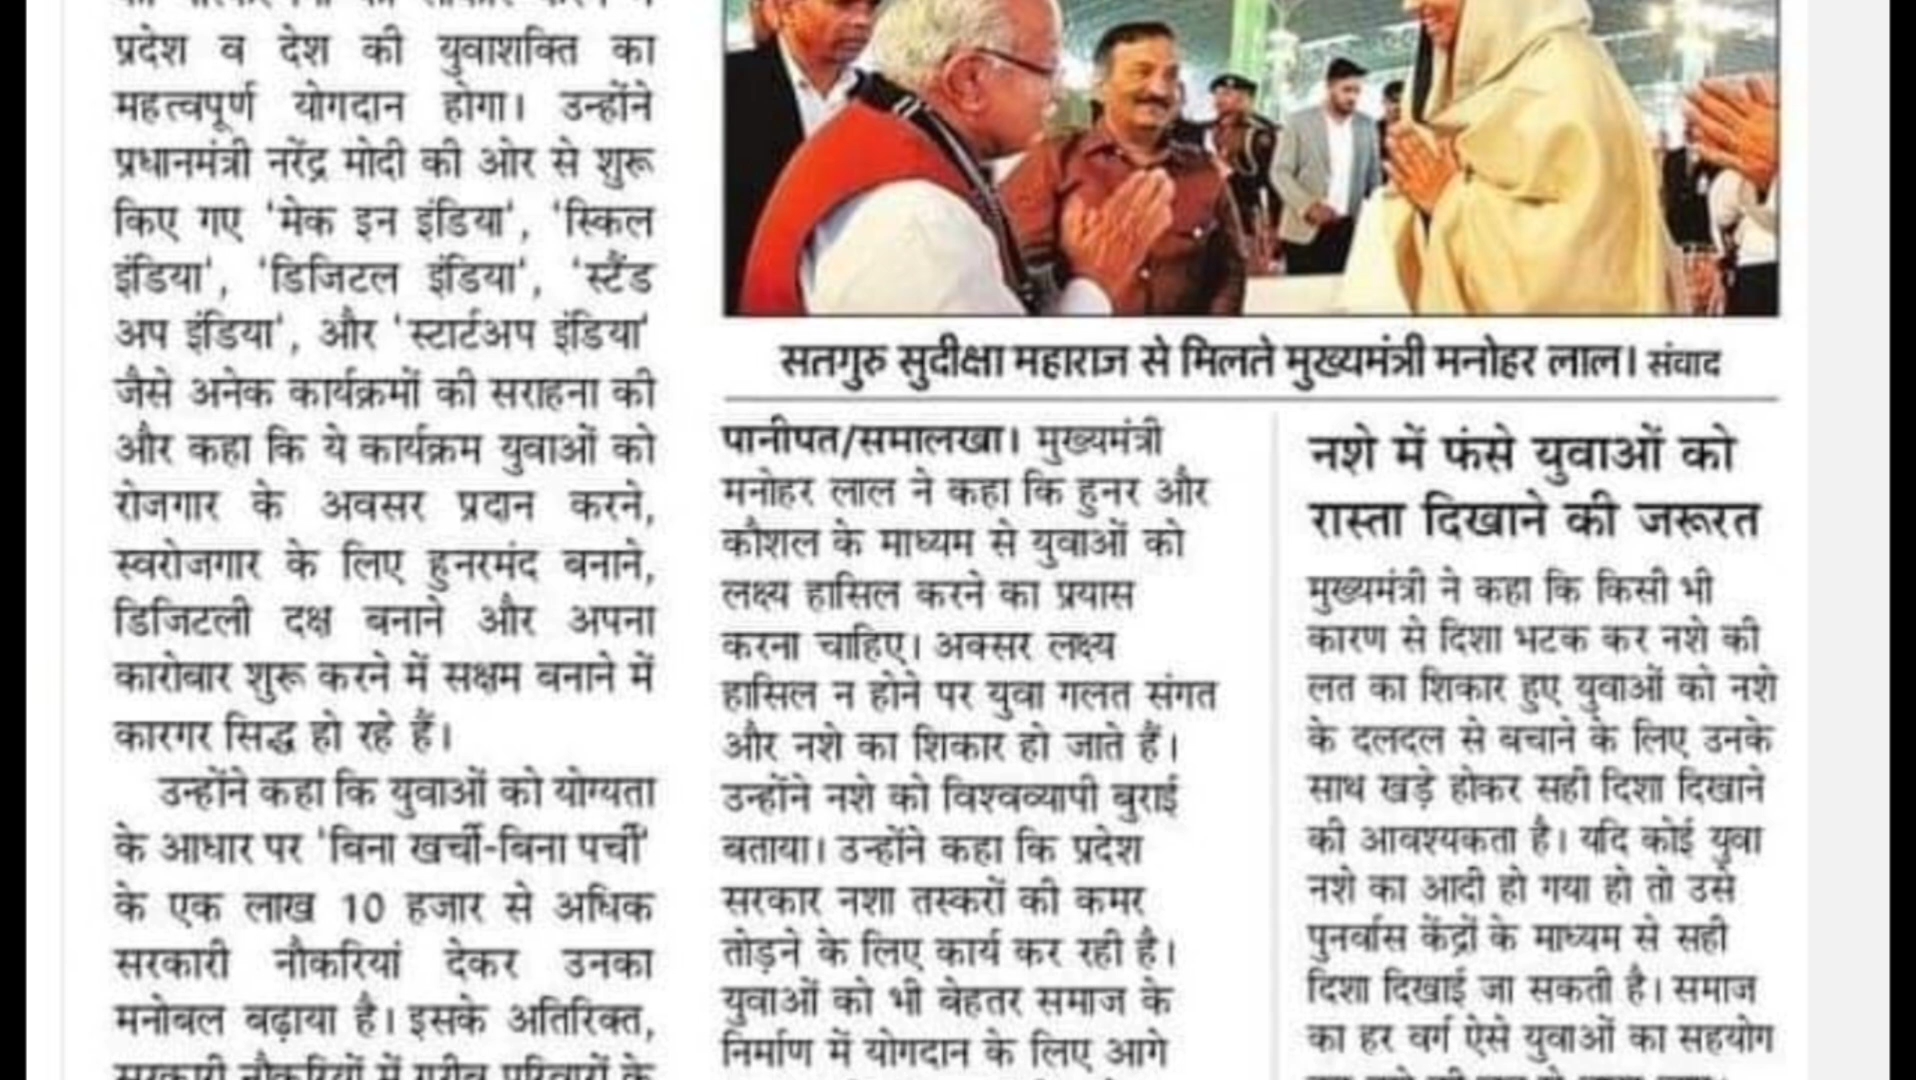 प्रदेश व देश की युवाशक्ति का
महत्वपूर्ण योगदान होगा। उन्होंने
प्रधानमंत्री नरेंद्र मोदी की ओर से शुरू
किए गए 'मेक इन इंडिया', 'स्किल
इंडिया', 'डिजिटल इंडिया', 'स्टैंड
अप इंडिया', और 'स्टार्टअप इंडिया'
जैसे अनेक कार्यक्रमों की सराहना की
और कहा कि ये कार्यक्रम युवाओं को
रोजगार के अवसर प्रदान करने,
स्वरोजगार के लिए हुनरमंद बनाने,
डिजिटली दक्ष बनाने और अपना
कारोबार शुरू करने में सक्षम बनाने में
कारगर सिद्ध हो रहे हैं।
उन्होंने कहा कि युवाओं को योग्यता
के आधार पर 'बिना खर्ची-बिना पर्ची'
के एक लाख 10 हजार से अधिक
सरकारी नौकरियां देकर उनका
मनोबल बढ़ाया है। इसके अतिरिक्त,
सरकारी नौकरियों में गरीब परिवारों के
सतगुरु सुदीक्षा महाराज से मिलते मुख्यमंत्री मनोहर लाल। संवाद
पानीपत/समालखा। मुख्यमंत्री
मनोहर लाल ने कहा कि हुनर और
कौशल के माध्यम से युवाओं को
लक्ष्य हासिल करने का प्रयास
करना चाहिए। अक्सर लक्ष्य
हासिल न होने पर युवा गलत संगत
और नशे का शिकार हो जाते हैं।
उन्होंने नशे को विश्वव्यापी बुराई
बताया। उन्होंने कहा कि प्रदेश
सरकार नशा तस्करों की कमर
तोड़ने के लिए कार्य कर रही है।
युवाओं को भी बेहतर समाज के
निर्माण में योगदान के लिए आगे
नशे में फंसे युवाओं को
रास्ता दिखाने की जरूरत
मुख्यमंत्री ने कहा कि किसी भी
कारण से दिशा भटक कर नशे की
लत का शिकार हुए युवाओं को नशे
के दलदल से बचाने के लिए उनके
साथ खड़े होकर सही दिशा दिखाने
की आवश्यकता है। यदि कोई युवा
नशे का आदी हो गया हो तो उसे
पुनर्वास केंद्रों के माध्यम से सही
दिशा दिखाई जा सकती है। समाज
का हर वर्ग ऐसे युवाओं का सहयोग